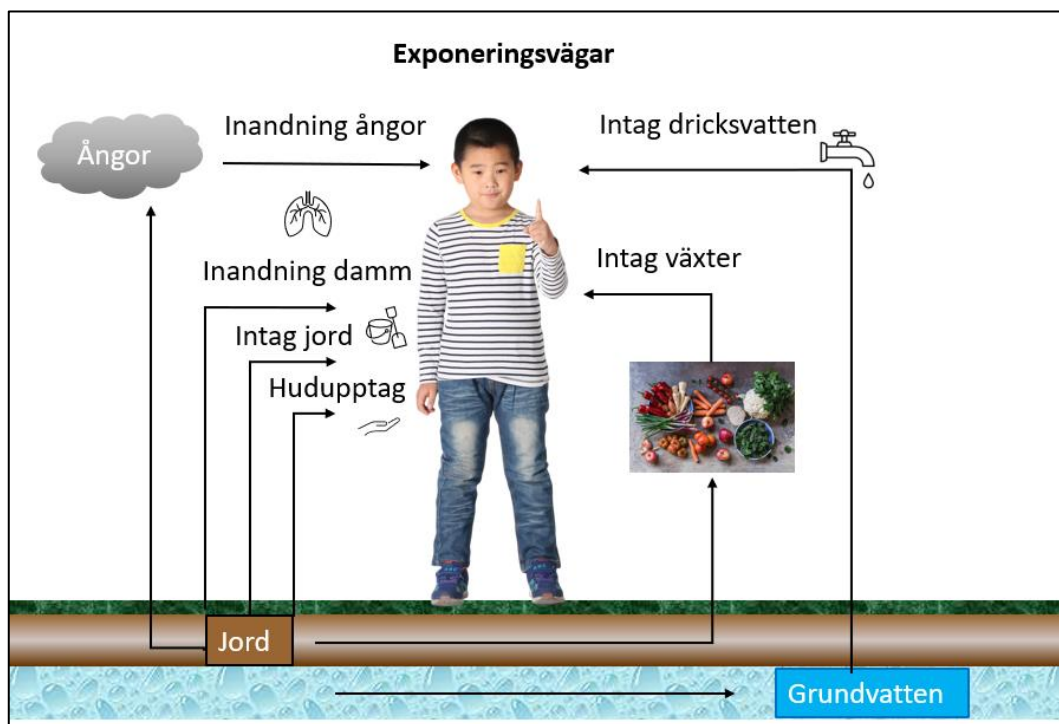 Exponeringsvägar
Ångor
Inandning ångor
Intag dricksvatten
Inandning damm
Intag växter
Intag jord
Hudupptag
Jord
Grundvatten